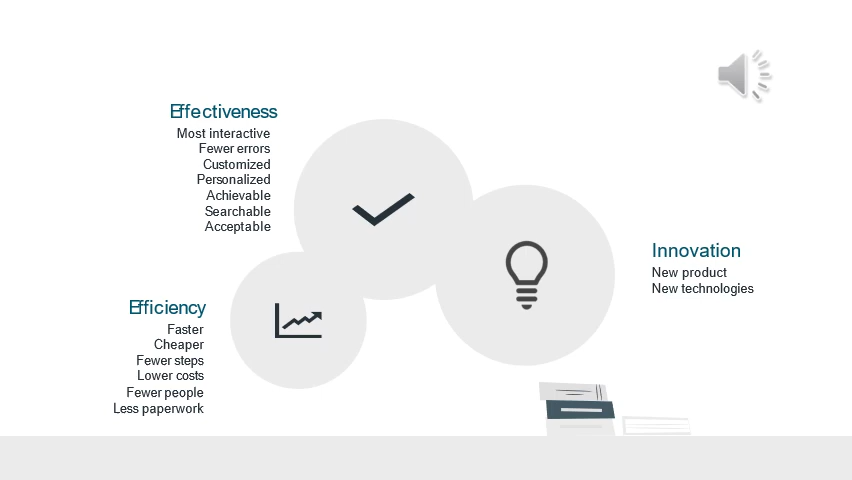 Effectiveness
Most interactive
Fewer errors
Customized
Personalized
Achievable
Searchable
Acceptable
Innovation
New product
New technologies
Efficiency
Faster
Cheaper
Fewer steps
Lower costs
Fewer people
Less paperwork